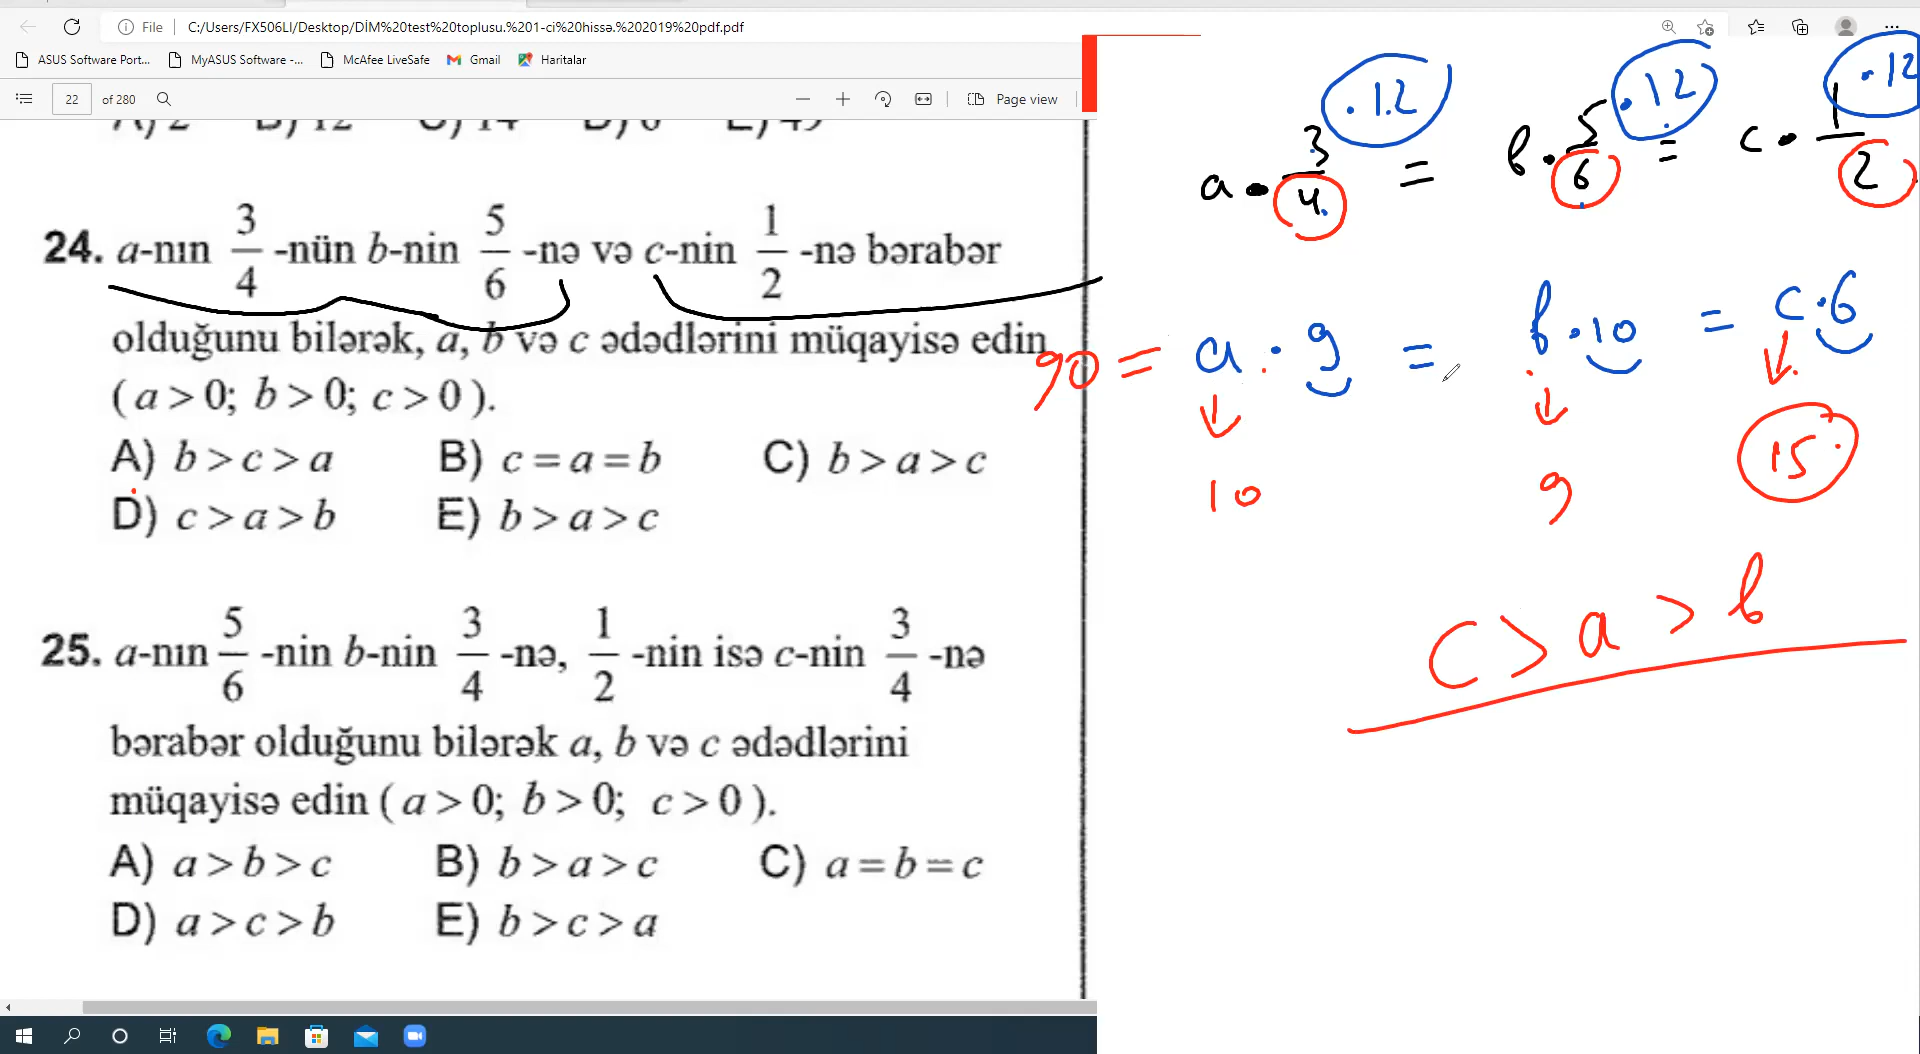 File C:/Users/FX506LI/Desktop/DİM%20test%20toplusu.%201-ci%20hissə.%202019%20pdf.pdf
ASUS Software Port... MyASUS Software -... McAfee LiveSafe Gmail Haritalar
22 of 280 Page view
24. a-nın 3/4 -nün b-nin 5/6 -nə və c-nin 1/2 -nə bərabər
olduğunu bilərək, a, b və c ədədlərini müqayisə edin
( a > 0; b > 0; c > 0 ).
A) b > c > a B) c = a = b C) b > a > c
D) c > a > b E) b > a > c
25. a-nın 5/6 -nin b-nin 3/4 -nə, 1/2 -nin isə c-nin 3/4 -nə
bərabər olduğunu bilərək a, b və c ədədlərini
müqayisə edin ( a > 0; b > 0; c > 0 ).
A) a > b > c B) b > a > c C) a = b = c
D) a > c > b E) b > c > a
·12 ·12 ·12
a · 3/4 = b · 5/6 = c · 1/2
90 = a · 9 = b · 10 = c · 6
10 9 15
c > a > b